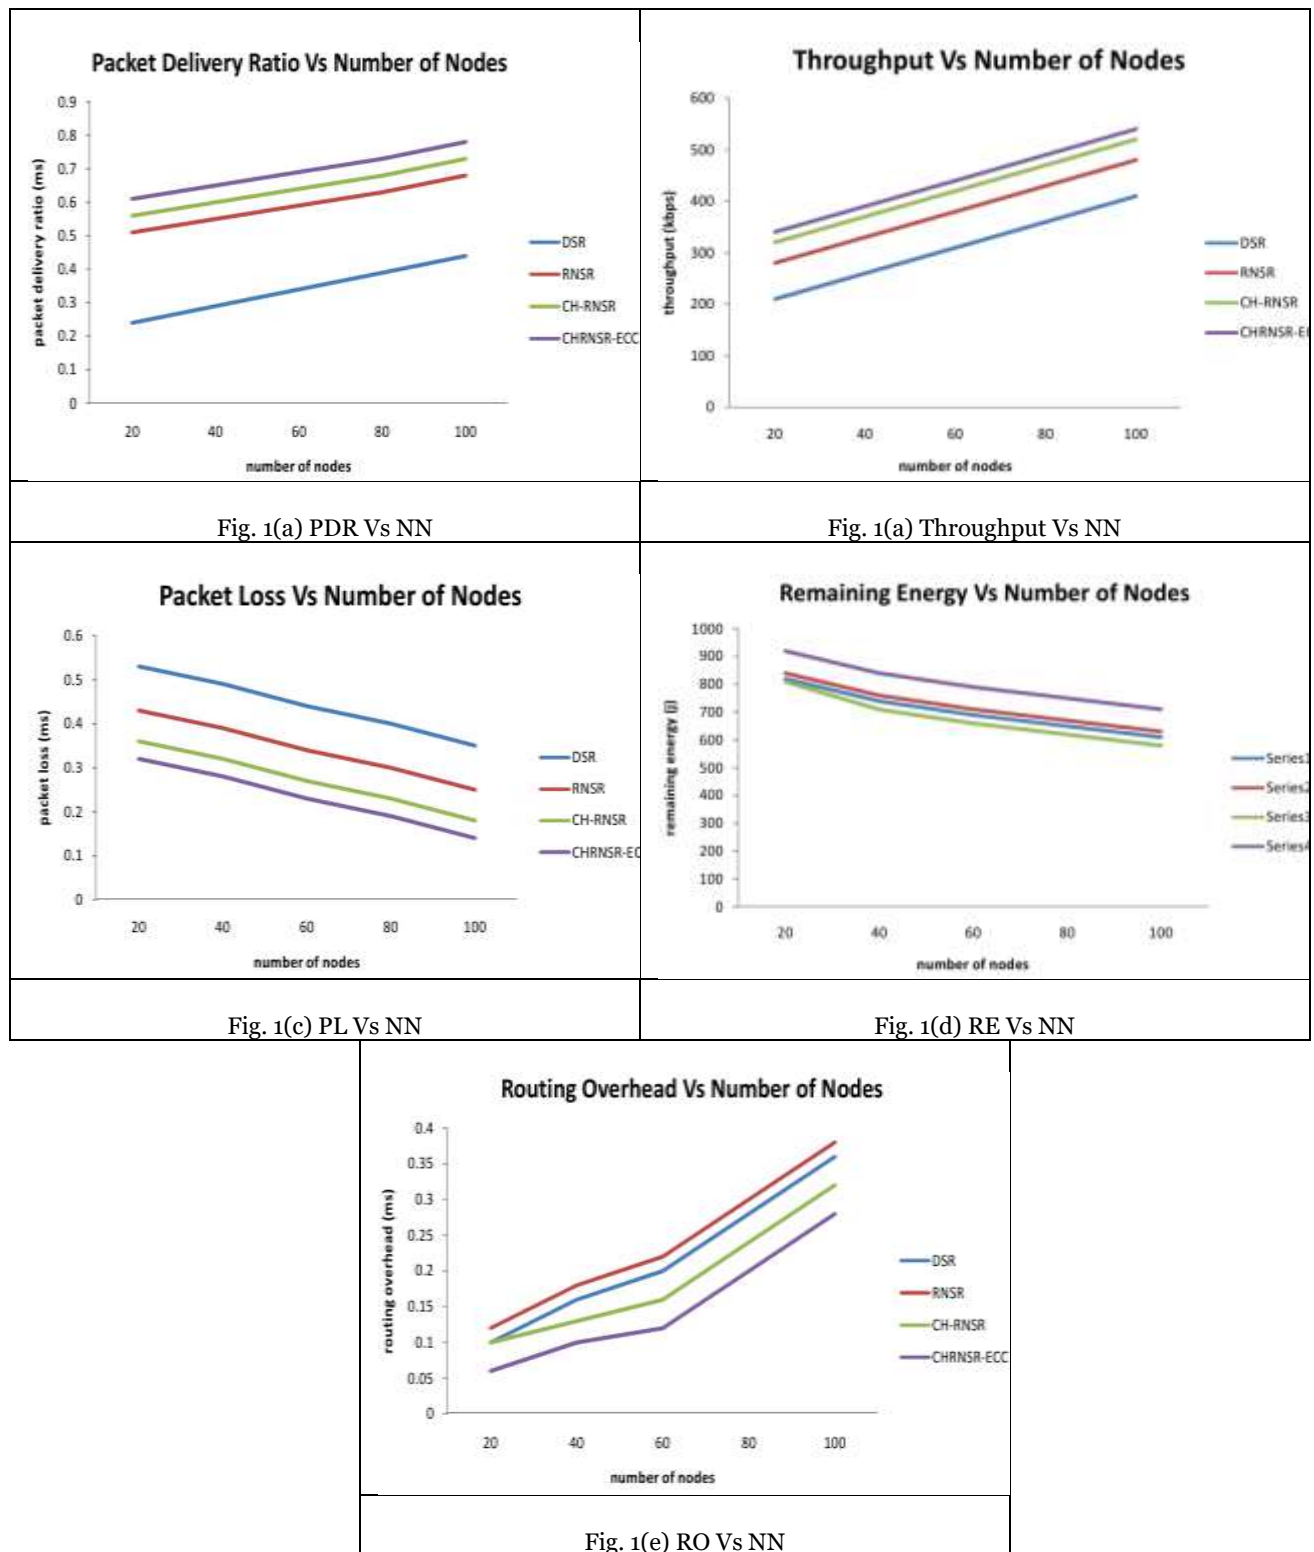 Packet Delivery Ratio Vs Number of Nodes
packet delivery ratio (ms)
0.9
0.8
0.7
0.6
0.5
0.4
0.3
0.2
0.1
0
20 40 60 80 100
number of nodes
DSR
RNSR
CH-RNSR
CHRNSR-ECC
Fig. 1(a) PDR Vs NN
Throughput Vs Number of Nodes
throughput (kbps)
600
500
400
300
200
100
0
20 40 60 80 100
number of nodes
DSR
RNSR
CH-RNSR
CHRNSR-E
Fig. 1(a) Throughput Vs NN
Packet Loss Vs Number of Nodes
packet loss (ms)
0.6
0.5
0.4
0.3
0.2
0.1
0
20 40 60 80 100
number of nodes
DSR
RNSR
CH-RNSR
CHRNSR-EC
Fig. 1(c) PL Vs NN
Remaining Energy Vs Number of Nodes
remaining energy (j)
1000
900
800
700
600
500
400
300
200
100
0
20 40 60 80 100
number of nodes
Series1
Series2
Series3
Series4
Fig. 1(d) RE Vs NN
Routing Overhead Vs Number of Nodes
routing overhead (ms)
0.4
0.35
0.3
0.25
0.2
0.15
0.1
0.05
0
20 40 60 80 100
number of nodes
DSR
RNSR
CH-RNSR
CHRNSR-ECC
Fig. 1(e) RO Vs NN